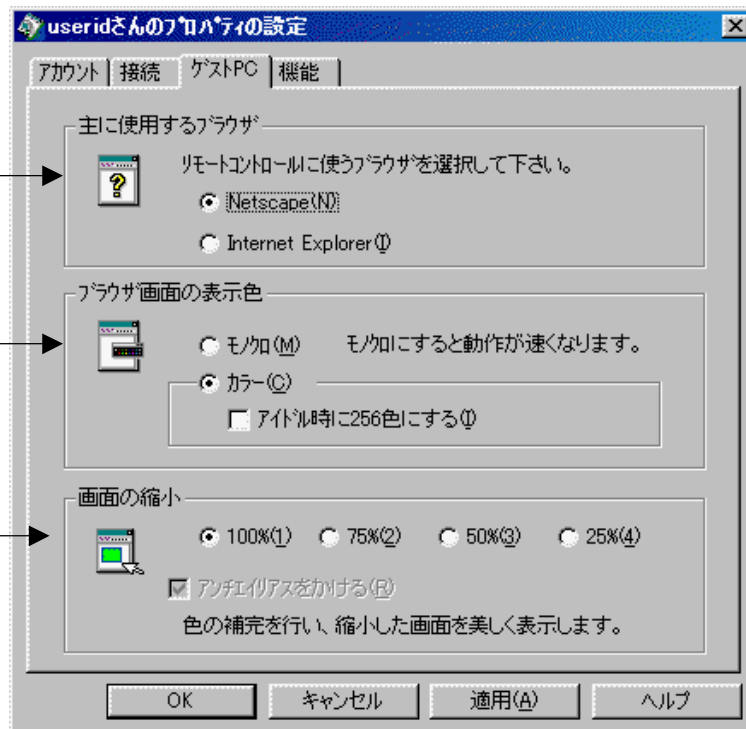 useridさんのﾌﾟﾛﾊﾟﾃｨの設定
ｱｶｳﾝﾄ 接続 ｹﾞｽﾄPC 機能
主に使用するﾌﾞﾗｳｻﾞ
ﾘﾓｰﾄｺﾝﾄﾛｰﾙに使うﾌﾞﾗｳｻﾞを選択して下さい。
Netscape(N)
Internet Explorer(I)
ﾌﾞﾗｳｻﾞ画面の表示色
ﾓﾉｸﾛ(M) ﾓﾉｸﾛにすると動作が速くなります。
ｶﾗｰ(C)
ｱｲﾄﾞﾙ時に256色にする(I)
画面の縮小
100%(1) 75%(2) 50%(3) 25%(4)
ｱﾝﾁｴｲﾘｱｽをかける(R)
色の補完を行い、縮小した画面を美しく表示します。
OK ｷｬﾝｾﾙ 適用(A) ﾍﾙﾌﾟ